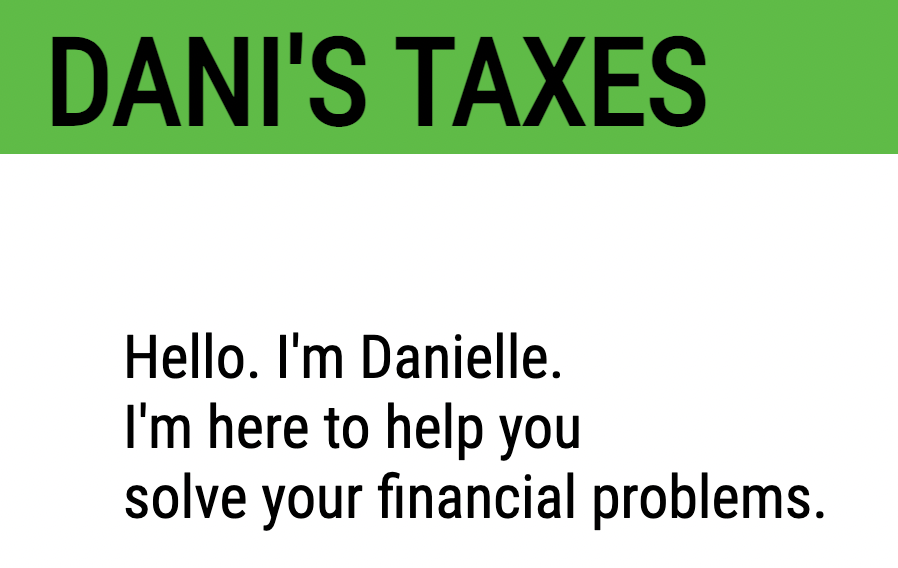 DANI'S TAXES
Hello. I'm Danielle.
I'm here to help you
solve your financial problems.